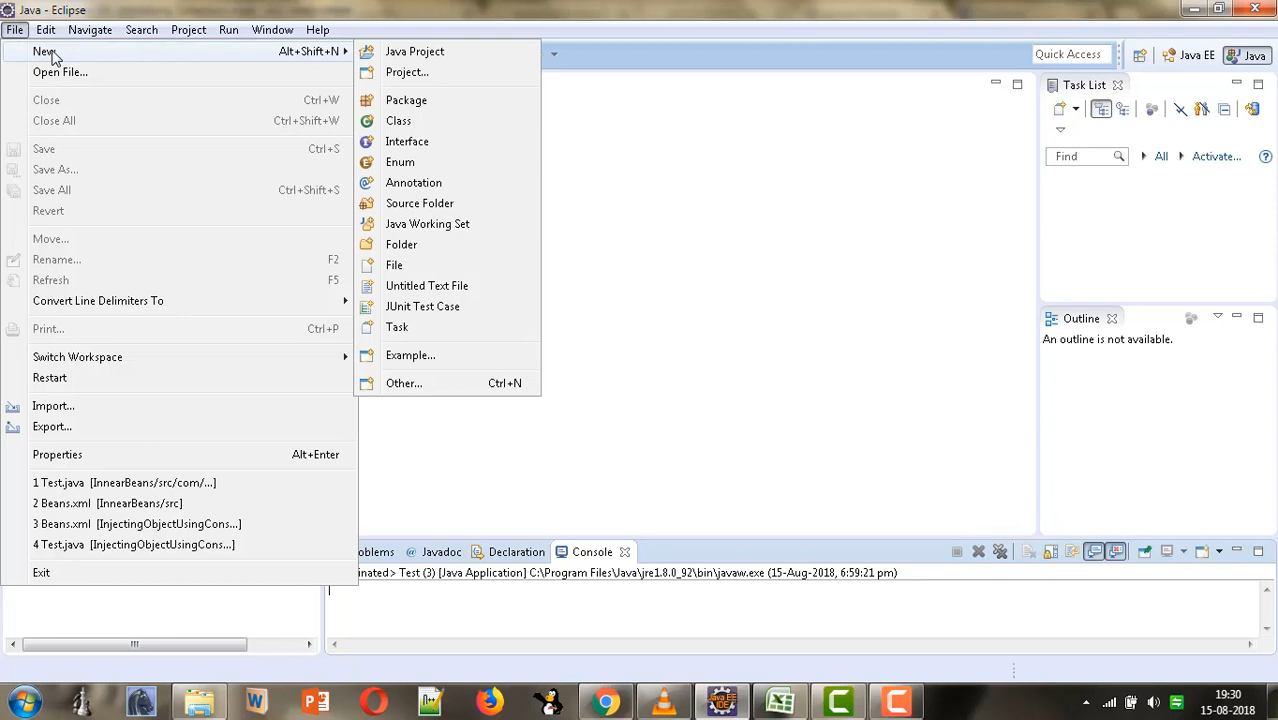 Java - Eclipse
File Edit Navigate Search Project Run Window Help
New Alt+Shift+N
Open File...
Close Ctrl+W
Close All Ctrl+Shift+W
Save Ctrl+S
Save As...
Save All Ctrl+Shift+S
Revert
Move...
Rename... F2
Refresh F5
Convert Line Delimiters To
Print... Ctrl+P
Switch Workspace
Restart
Import...
Export...
Properties Alt+Enter
1 Test.java [InnearBeans/src/com/...]
2 Beans.xml [InnearBeans/src]
3 Beans.xml [InjectingObjectUsingCons...]
4 Test.java [InjectingObjectUsingCons...]
Exit
Java Project
Project...
Package
Class
Interface
Enum
Annotation
Source Folder
Java Working Set
Folder
File
Untitled Text File
JUnit Test Case
Task
Example...
Other... Ctrl+N
Quick Access Java EE Java
Task List
Find All Activate...
Outline
An outline is not available.
oblems Javadoc Declaration Console
inated> Test (3) [Java Application] C:\Program Files\Java\jre1.8.0_92\bin\javaw.exe (15-Aug-2018, 6:59:21 pm)
Java EE
IDE
19:30
15-08-2018